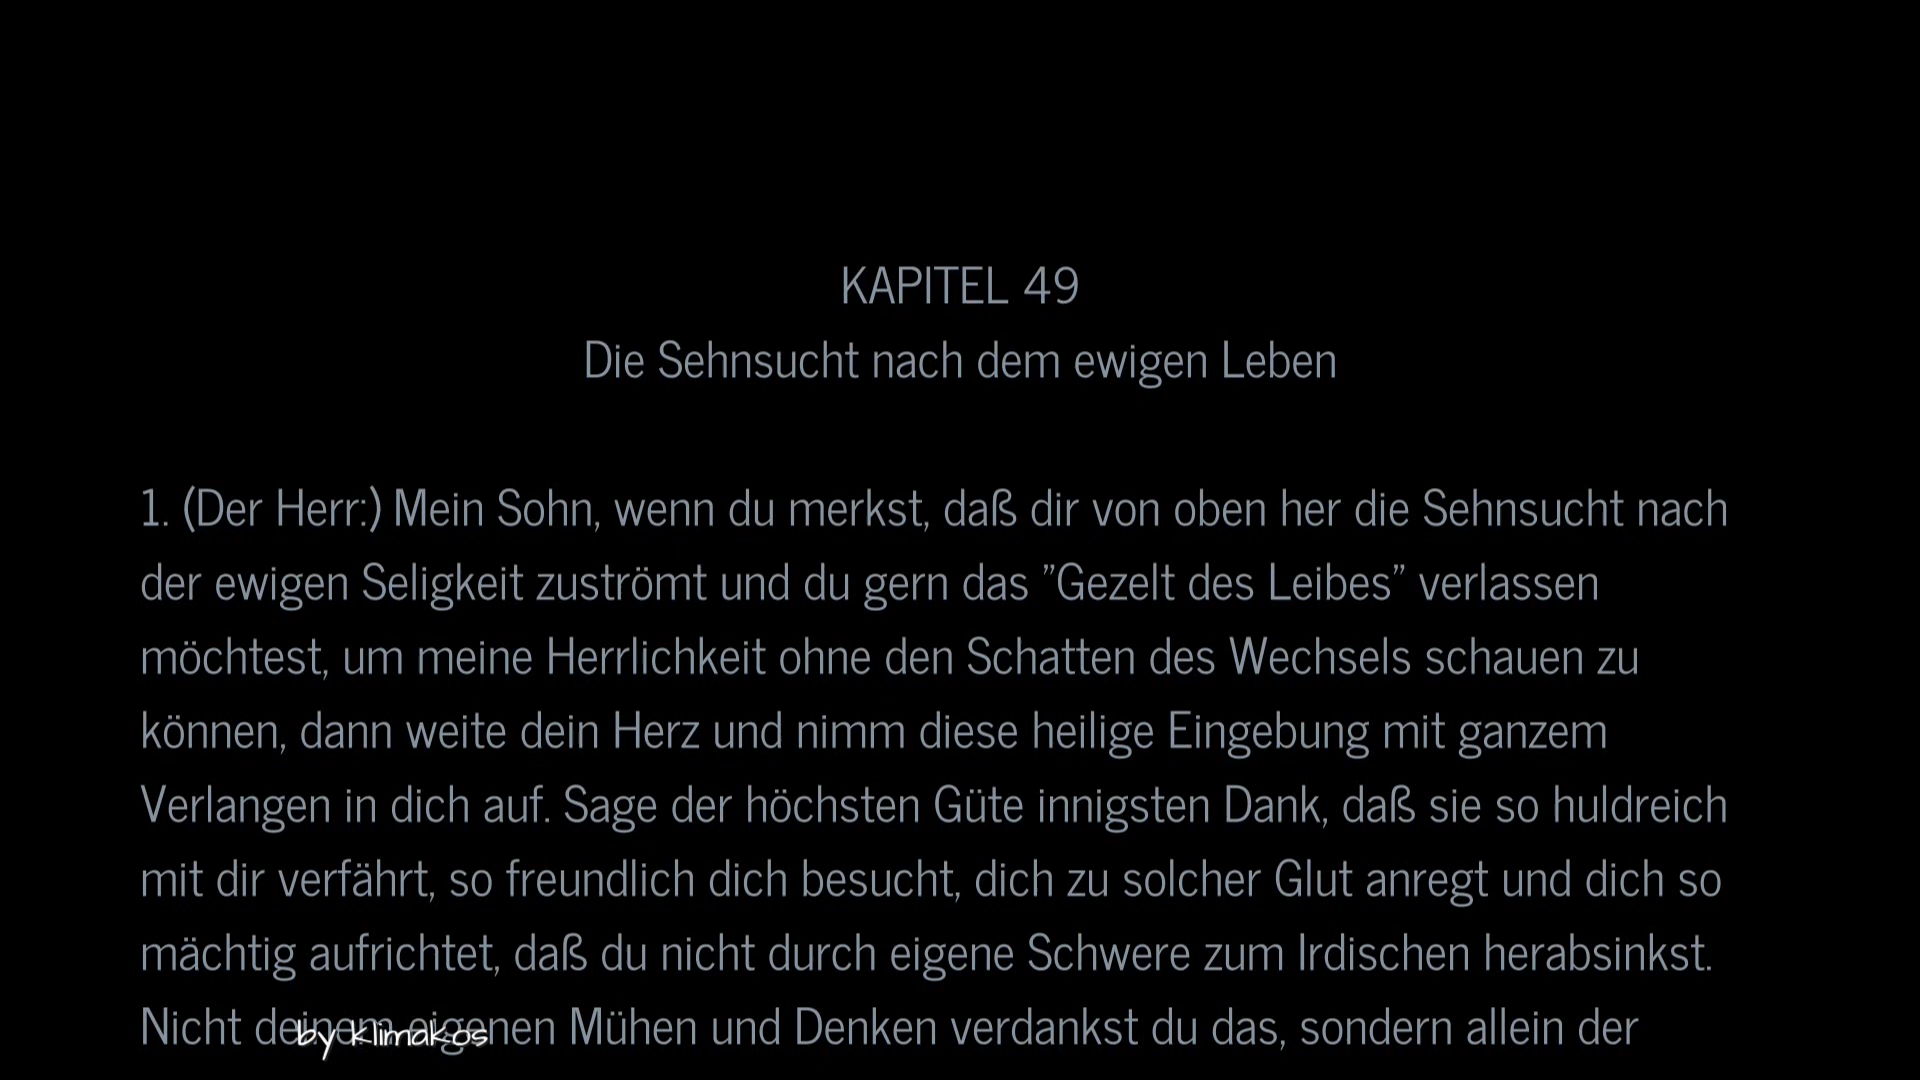 KAPITEL 49
Die Sehnsucht nach dem ewigen Leben
1. (Der Herr:) Mein Sohn, wenn du merkst, daß dir von oben her die Sehnsucht nach
der ewigen Seligkeit zuströmt und du gern das ”Gezelt des Leibes” verlassen
möchtest, um meine Herrlichkeit ohne den Schatten des Wechsels schauen zu
können, dann weite dein Herz und nimm diese heilige Eingebung mit ganzem
Verlangen in dich auf. Sage der höchsten Güte innigsten Dank, daß sie so huldreich
mit dir verfährt, so freundlich dich besucht, dich zu solcher Glut anregt und dich so
mächtig aufrichtet, daß du nicht durch eigene Schwere zum Irdischen herabsinkst.
Nicht deinem eigenen Mühen und Denken verdankst du das, sondern allein der
by klimakos